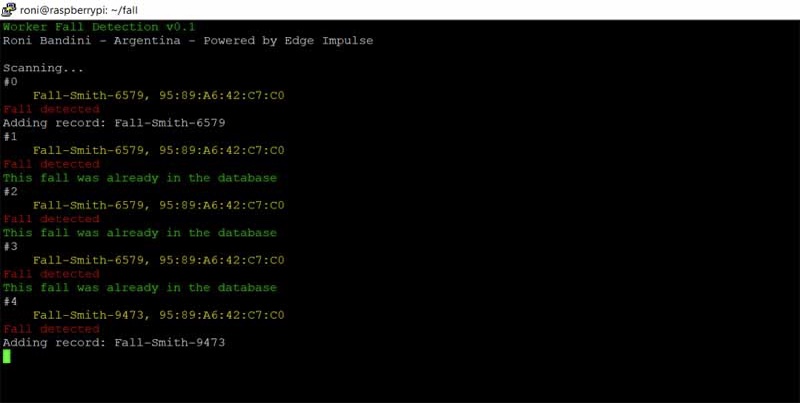 roni@raspberrypi: ~/fall
Worker Fall Detection v0.1
Roni Bandini - Argentina - Powered by Edge Impulse
Scanning...
#0
Fall-Smith-6579, 95:89:A6:42:C7:C0
Fall detected
Adding record: Fall-Smith-6579
#1
Fall-Smith-6579, 95:89:A6:42:C7:C0
Fall detected
This fall was already in the database
#2
Fall-Smith-6579, 95:89:A6:42:C7:C0
Fall detected
This fall was already in the database
#3
Fall-Smith-6579, 95:89:A6:42:C7:C0
Fall detected
This fall was already in the database
#4
Fall-Smith-9473, 95:89:A6:42:C7:C0
Fall detected
Adding record: Fall-Smith-9473